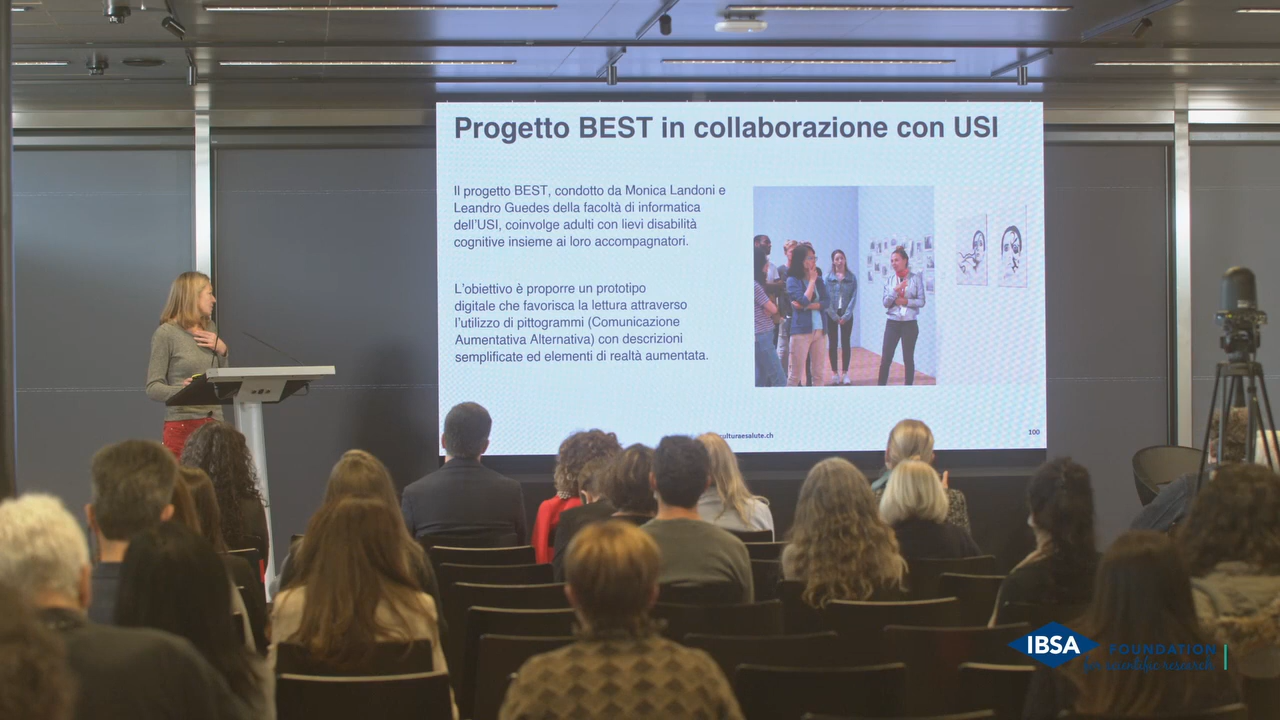 Progetto BEST in collaborazione con USI
Il progetto BEST, condotto da Monica Landoni e
Leandro Guedes della facoltà di informatica
dell'USI, coinvolge adulti con lievi disabilità
cognitive insieme ai loro accompagnatori.
L'obiettivo è proporre un prototipo
digitale che favorisca la lettura attraverso
l'utilizzo di pittogrammi (Comunicazione
Aumentativa Alternativa) con descrizioni
semplificate ed elementi di realtà aumentata.
culturaesalute.ch
100
IBSA FOUNDATION
for scientific research